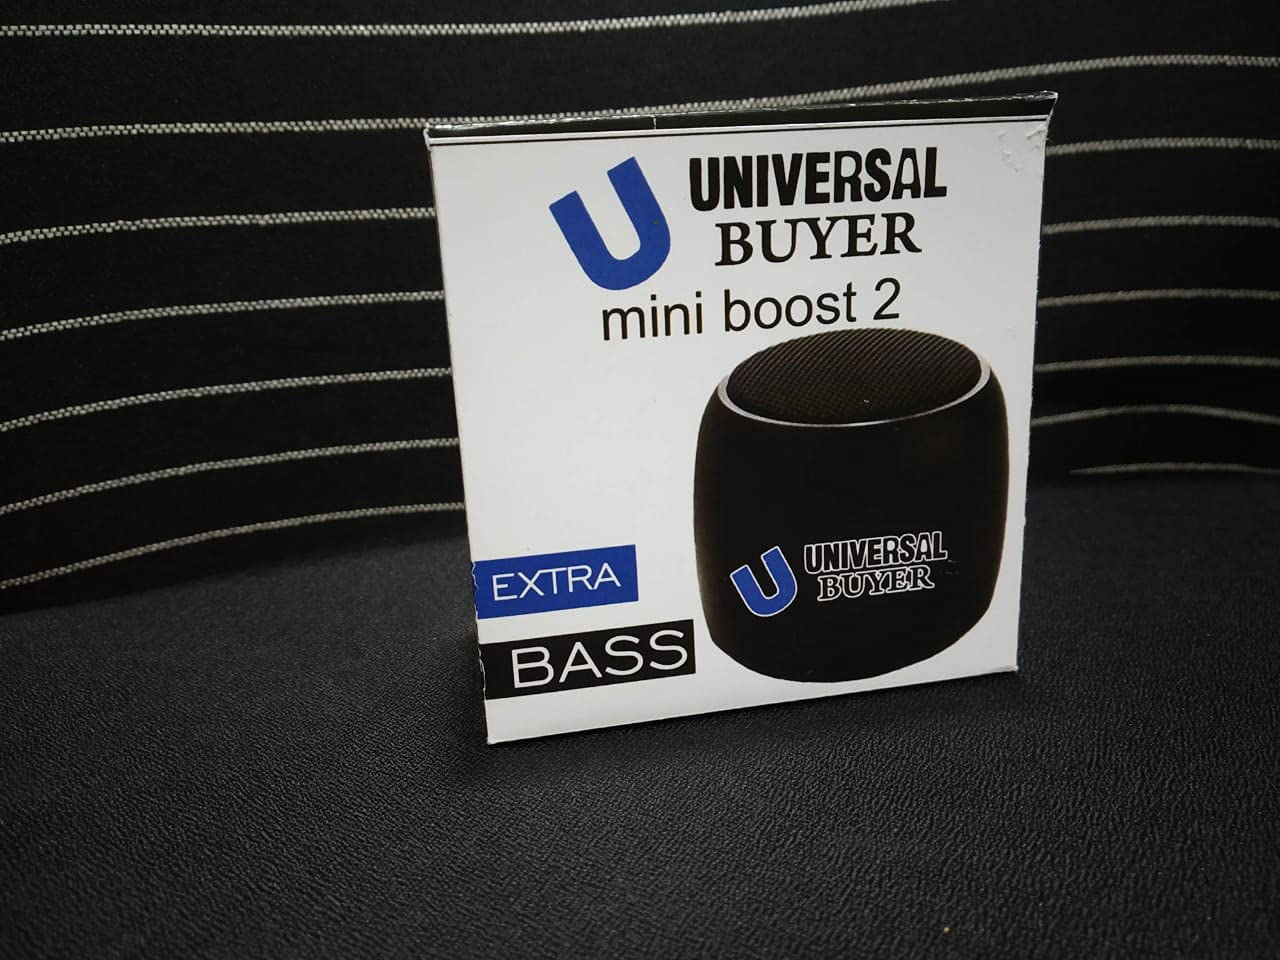 U UNIVERSAL
BUYER
mini boost 2
EXTRA
BASS
U UNIVERSAL
BUYER